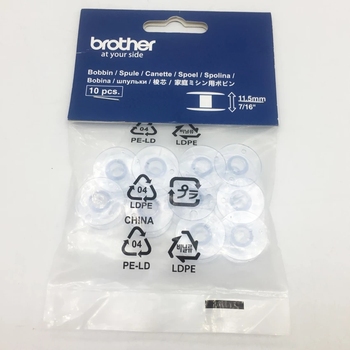 brother
at your side
Bobbin / Spule / Canette / Spoel / Spolina /
Bobina / шпульки / 梭芯 / 家庭ミシン用ボビン
10 pcs.
11.5mm
7/16"
04
PE-LD
LDPE
04
LDPE
プラ
CHINA
04
PE-LD
LDPE